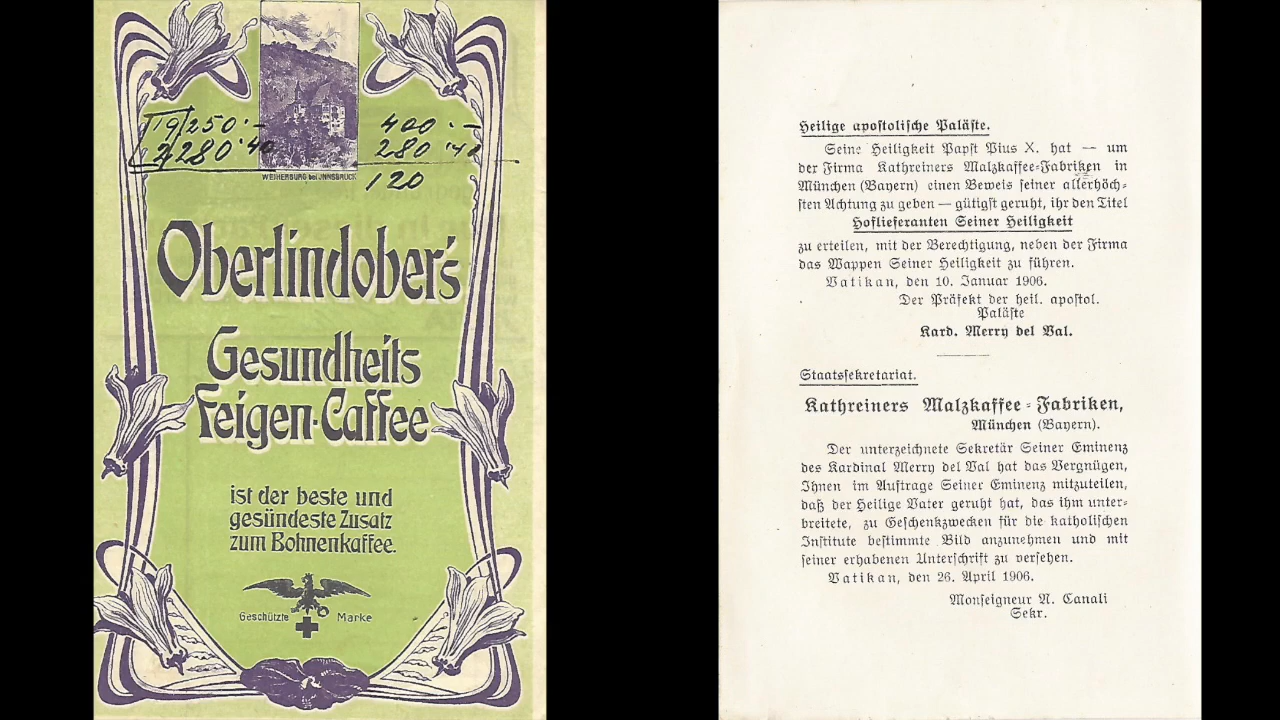 WEIHERBURG bei JNNSBRUCK
19/250·- 400·-
280·40 280·40
120
Oberlindober's
Gesundheits
Feigen-Caffee
ist der beste und
gesündeste Zusatz
zum Bohnenkaffee.
Geschützte Marke
Heilige apostolische Paläste.
Seine Heiligkeit Papst Pius X. hat — um
der Firma Kathreiners Malzkaffee-Fabriken in
München (Bayern) einen Beweis seiner allerhöch-
sten Achtung zu geben — gütigst geruht, ihr den Titel
Hoflieferanten Seiner Heiligkeit
zu erteilen, mit der Berechtigung, neben der Firma
das Wappen Seiner Heiligkeit zu führen.
Vatikan, den 10. Januar 1906.
Der Präfekt der heil. apostol.
Paläste
Kard. Merry del Val.
Staatssekretariat.
Kathreiners Malzkaffee-Fabriken,
München (Bayern).
Der unterzeichnete Sekretär Seiner Eminenz
des Kardinal Merry del Val hat das Vergnügen,
Ihnen im Auftrage Seiner Eminenz mitzuteilen,
daß der Heilige Vater geruht hat, das ihm unter-
breitete, zu Geschenkzwecken für die katholischen
Institute bestimmte Bild anzunehmen und mit
seiner erhabenen Unterschrift zu versehen.
Vatikan, den 26. April 1906.
Monseigneur N. Canali
Sekr.